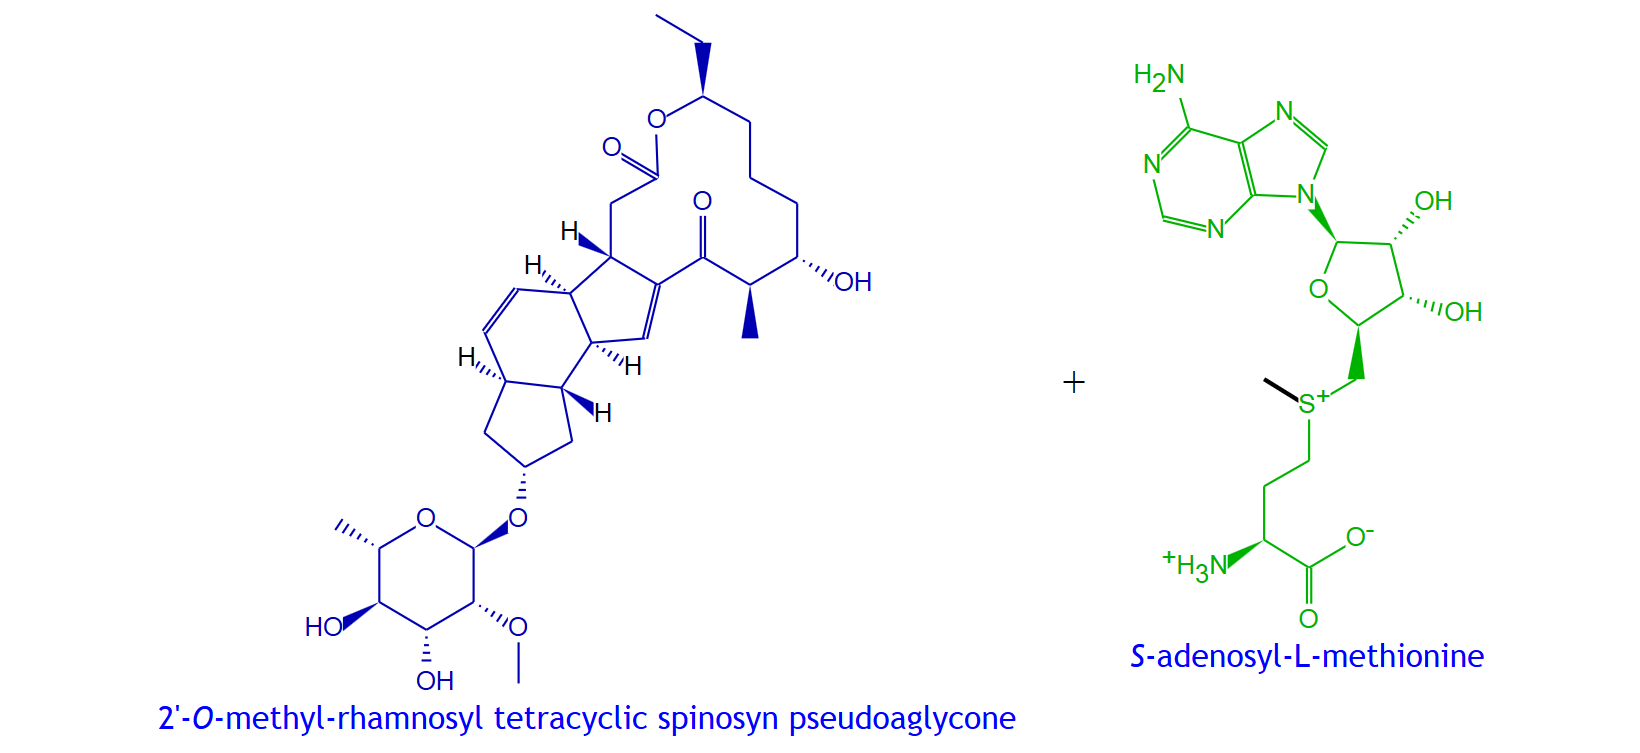 H2N
N
N
N
N
O
O
O
OH
H
H
O
OH
OH
H
H
H
+
S+
O
O
O-
+H3N
HO
O
O
OH
2'-O-methyl-rhamnosyl tetracyclic spinosyn pseudoaglycone
S-adenosyl-L-methionine